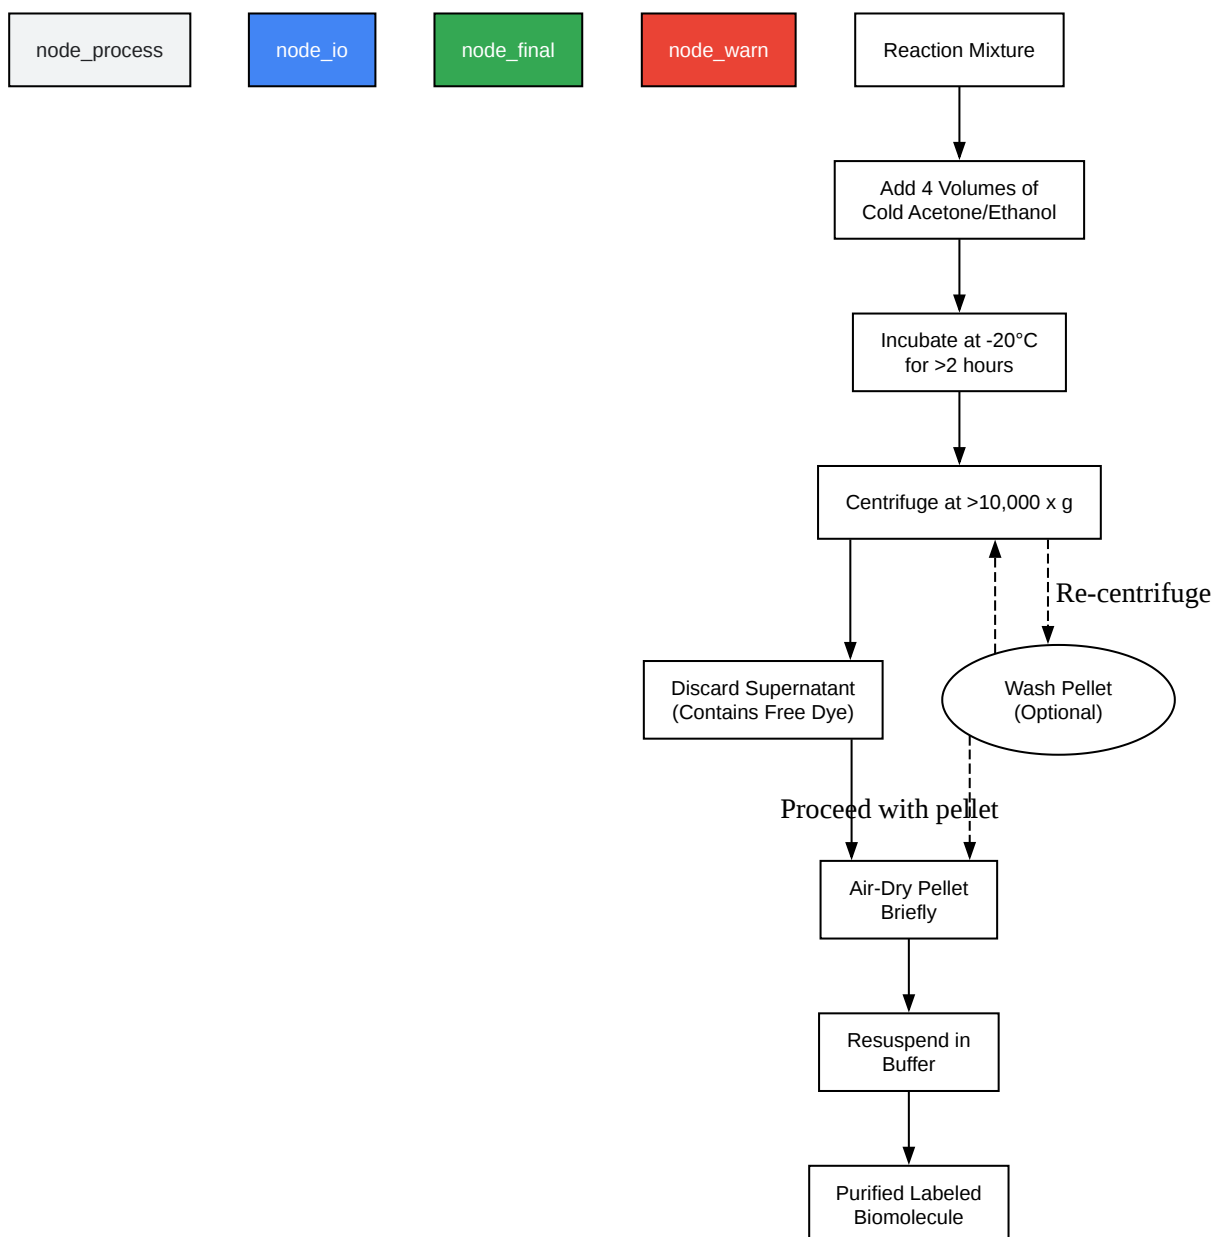 node_process
node_io
node_final
node_warn
Reaction Mixture
Add 4 Volumes of
Cold Acetone/Ethanol
Incubate at -20°C
for >2 hours
Centrifuge at >10,000 x g
Re-centrifuge
Discard Supernatant
(Contains Free Dye)
Wash Pellet
(Optional)
Proceed with pellet
Air-Dry Pellet
Briefly
Resuspend in
Buffer
Purified Labeled
Biomolecule